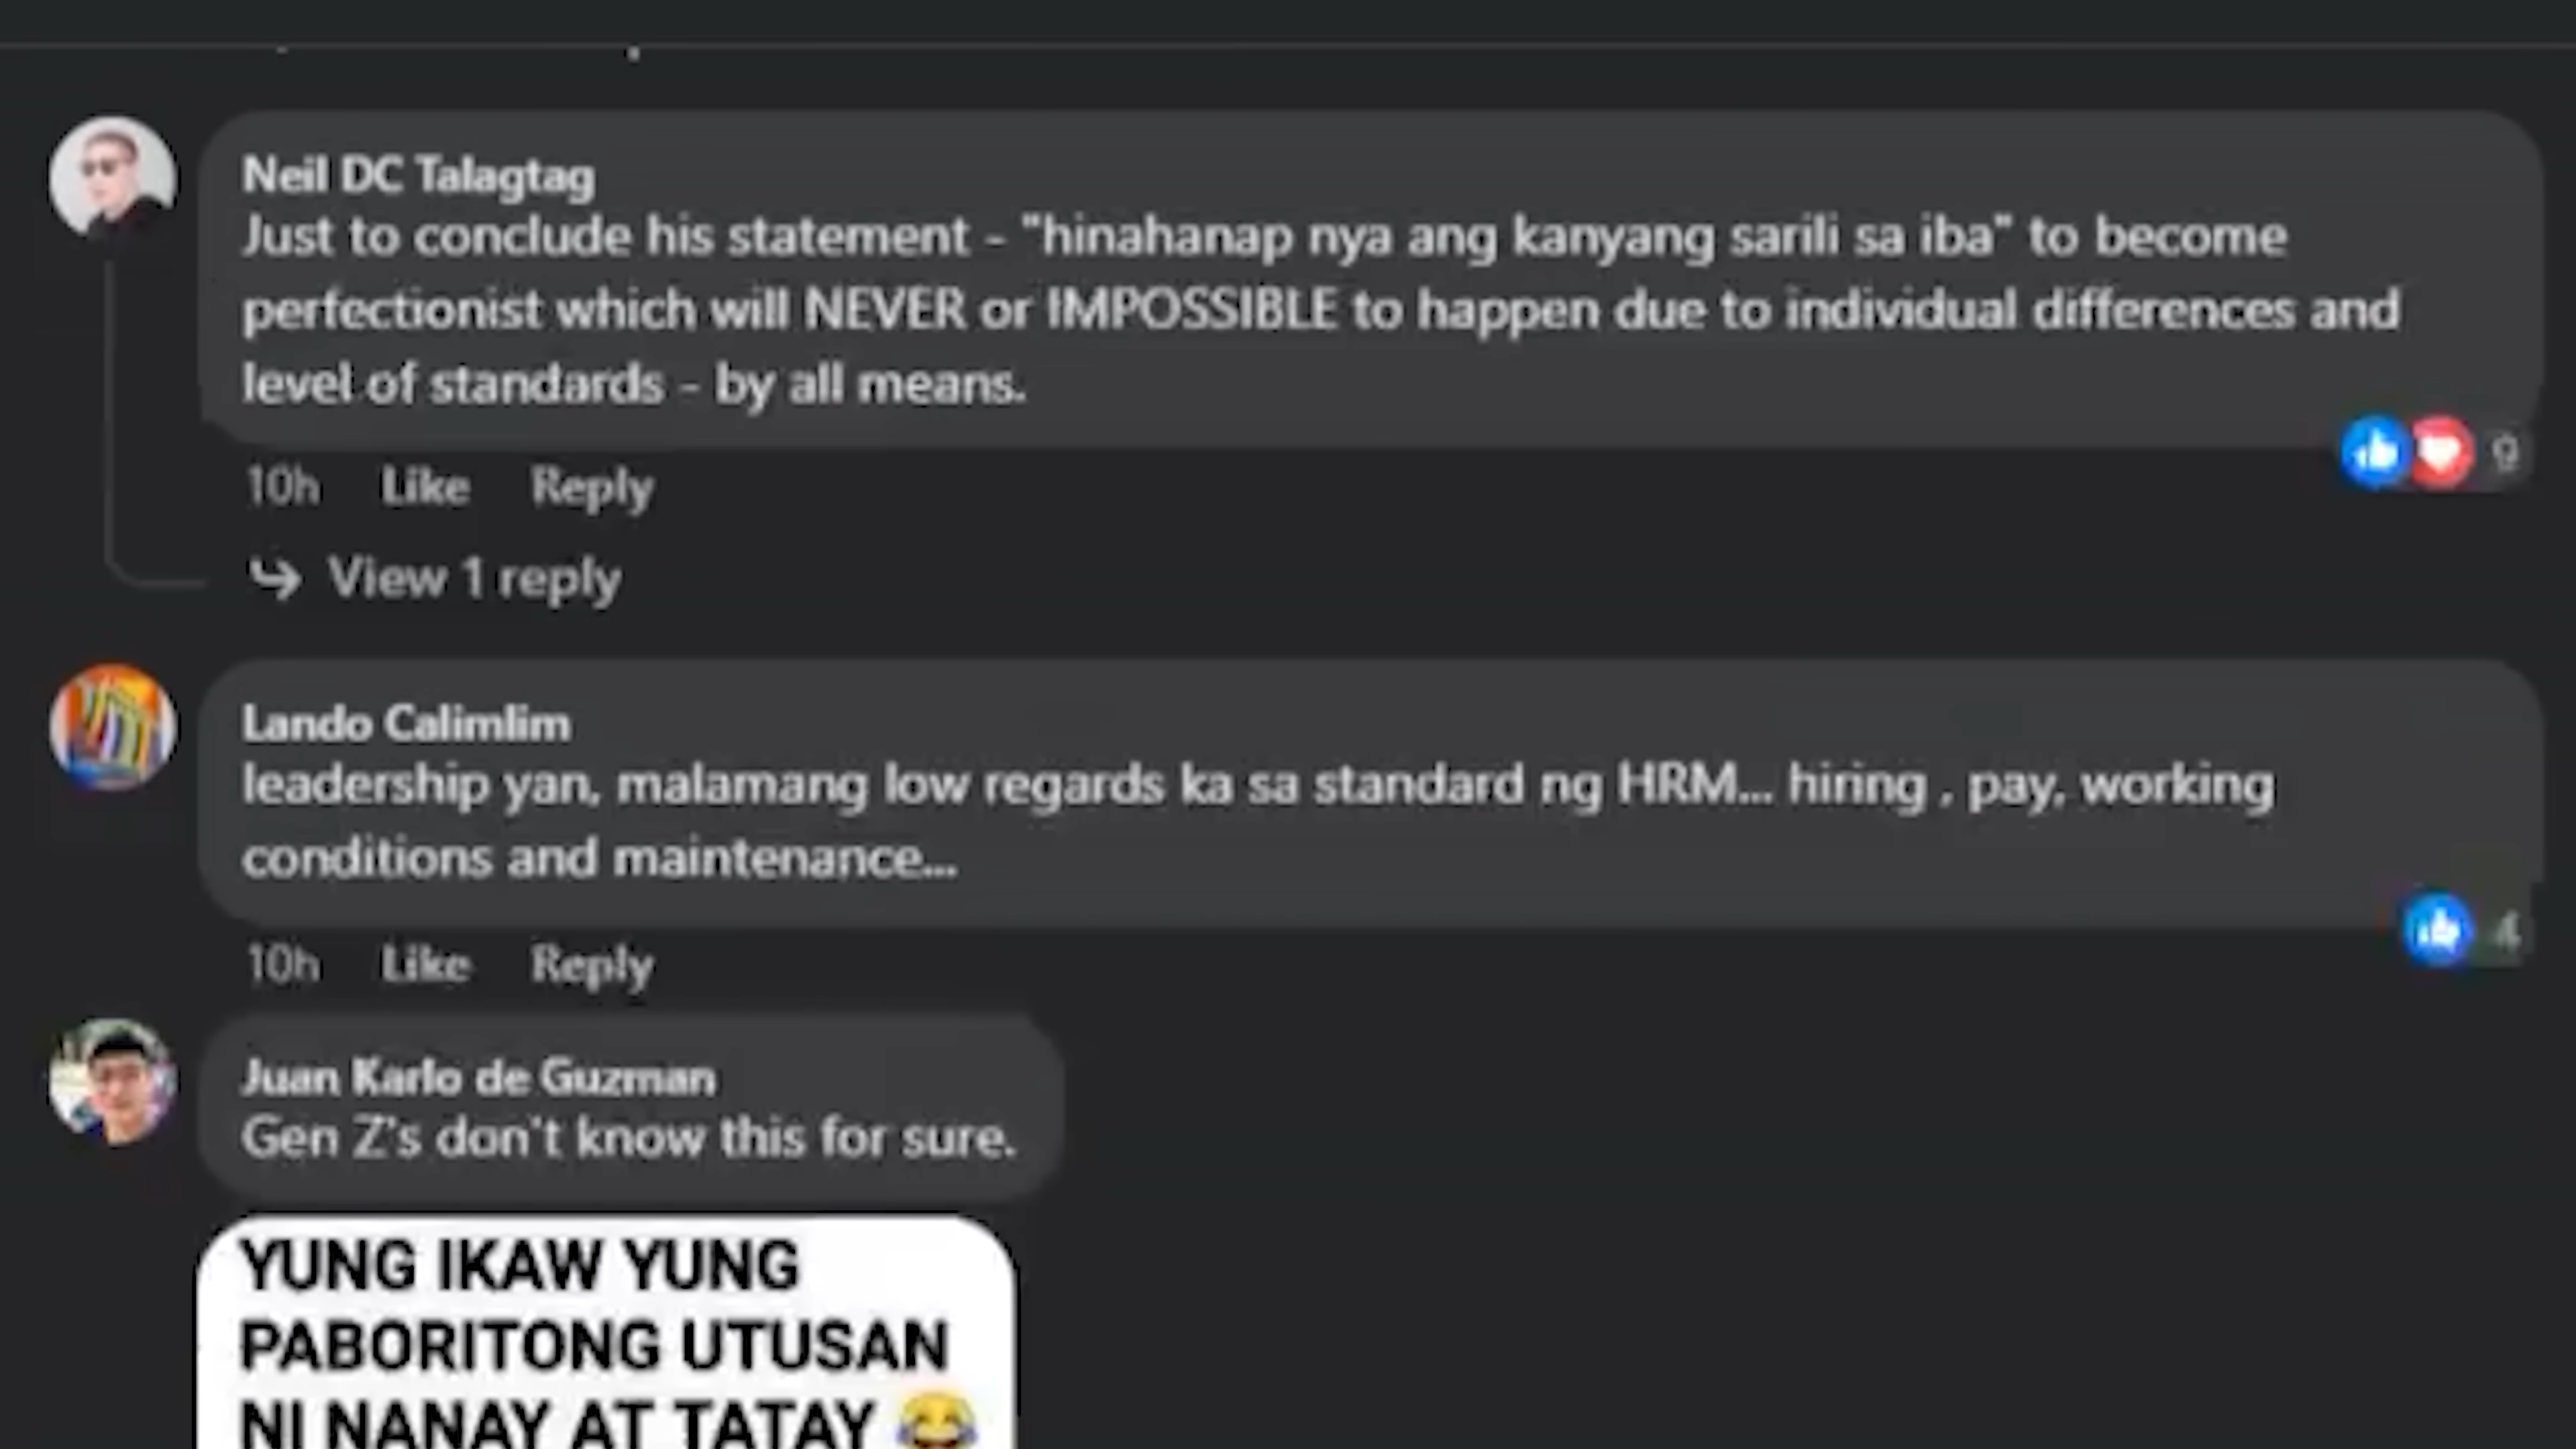 Neil DC Talagtag
Just to conclude his statement - "hinahanap nya ang kanyang sarili sa iba" to become
perfectionist which will NEVER or IMPOSSIBLE to happen due to individual differences and
level of standards - by all means.
9
10h Like Reply
View 1 reply
Lando Calimlim
leadership yan, malamang low regards ka sa standard ng HRM... hiring , pay, working
conditions and maintenance...
4
10h Like Reply
Juan Karlo de Guzman
Gen Z's don't know this for sure.
YUNG IKAW YUNG
PABORITONG UTUSAN
NI NANAY AT TATAY 😂